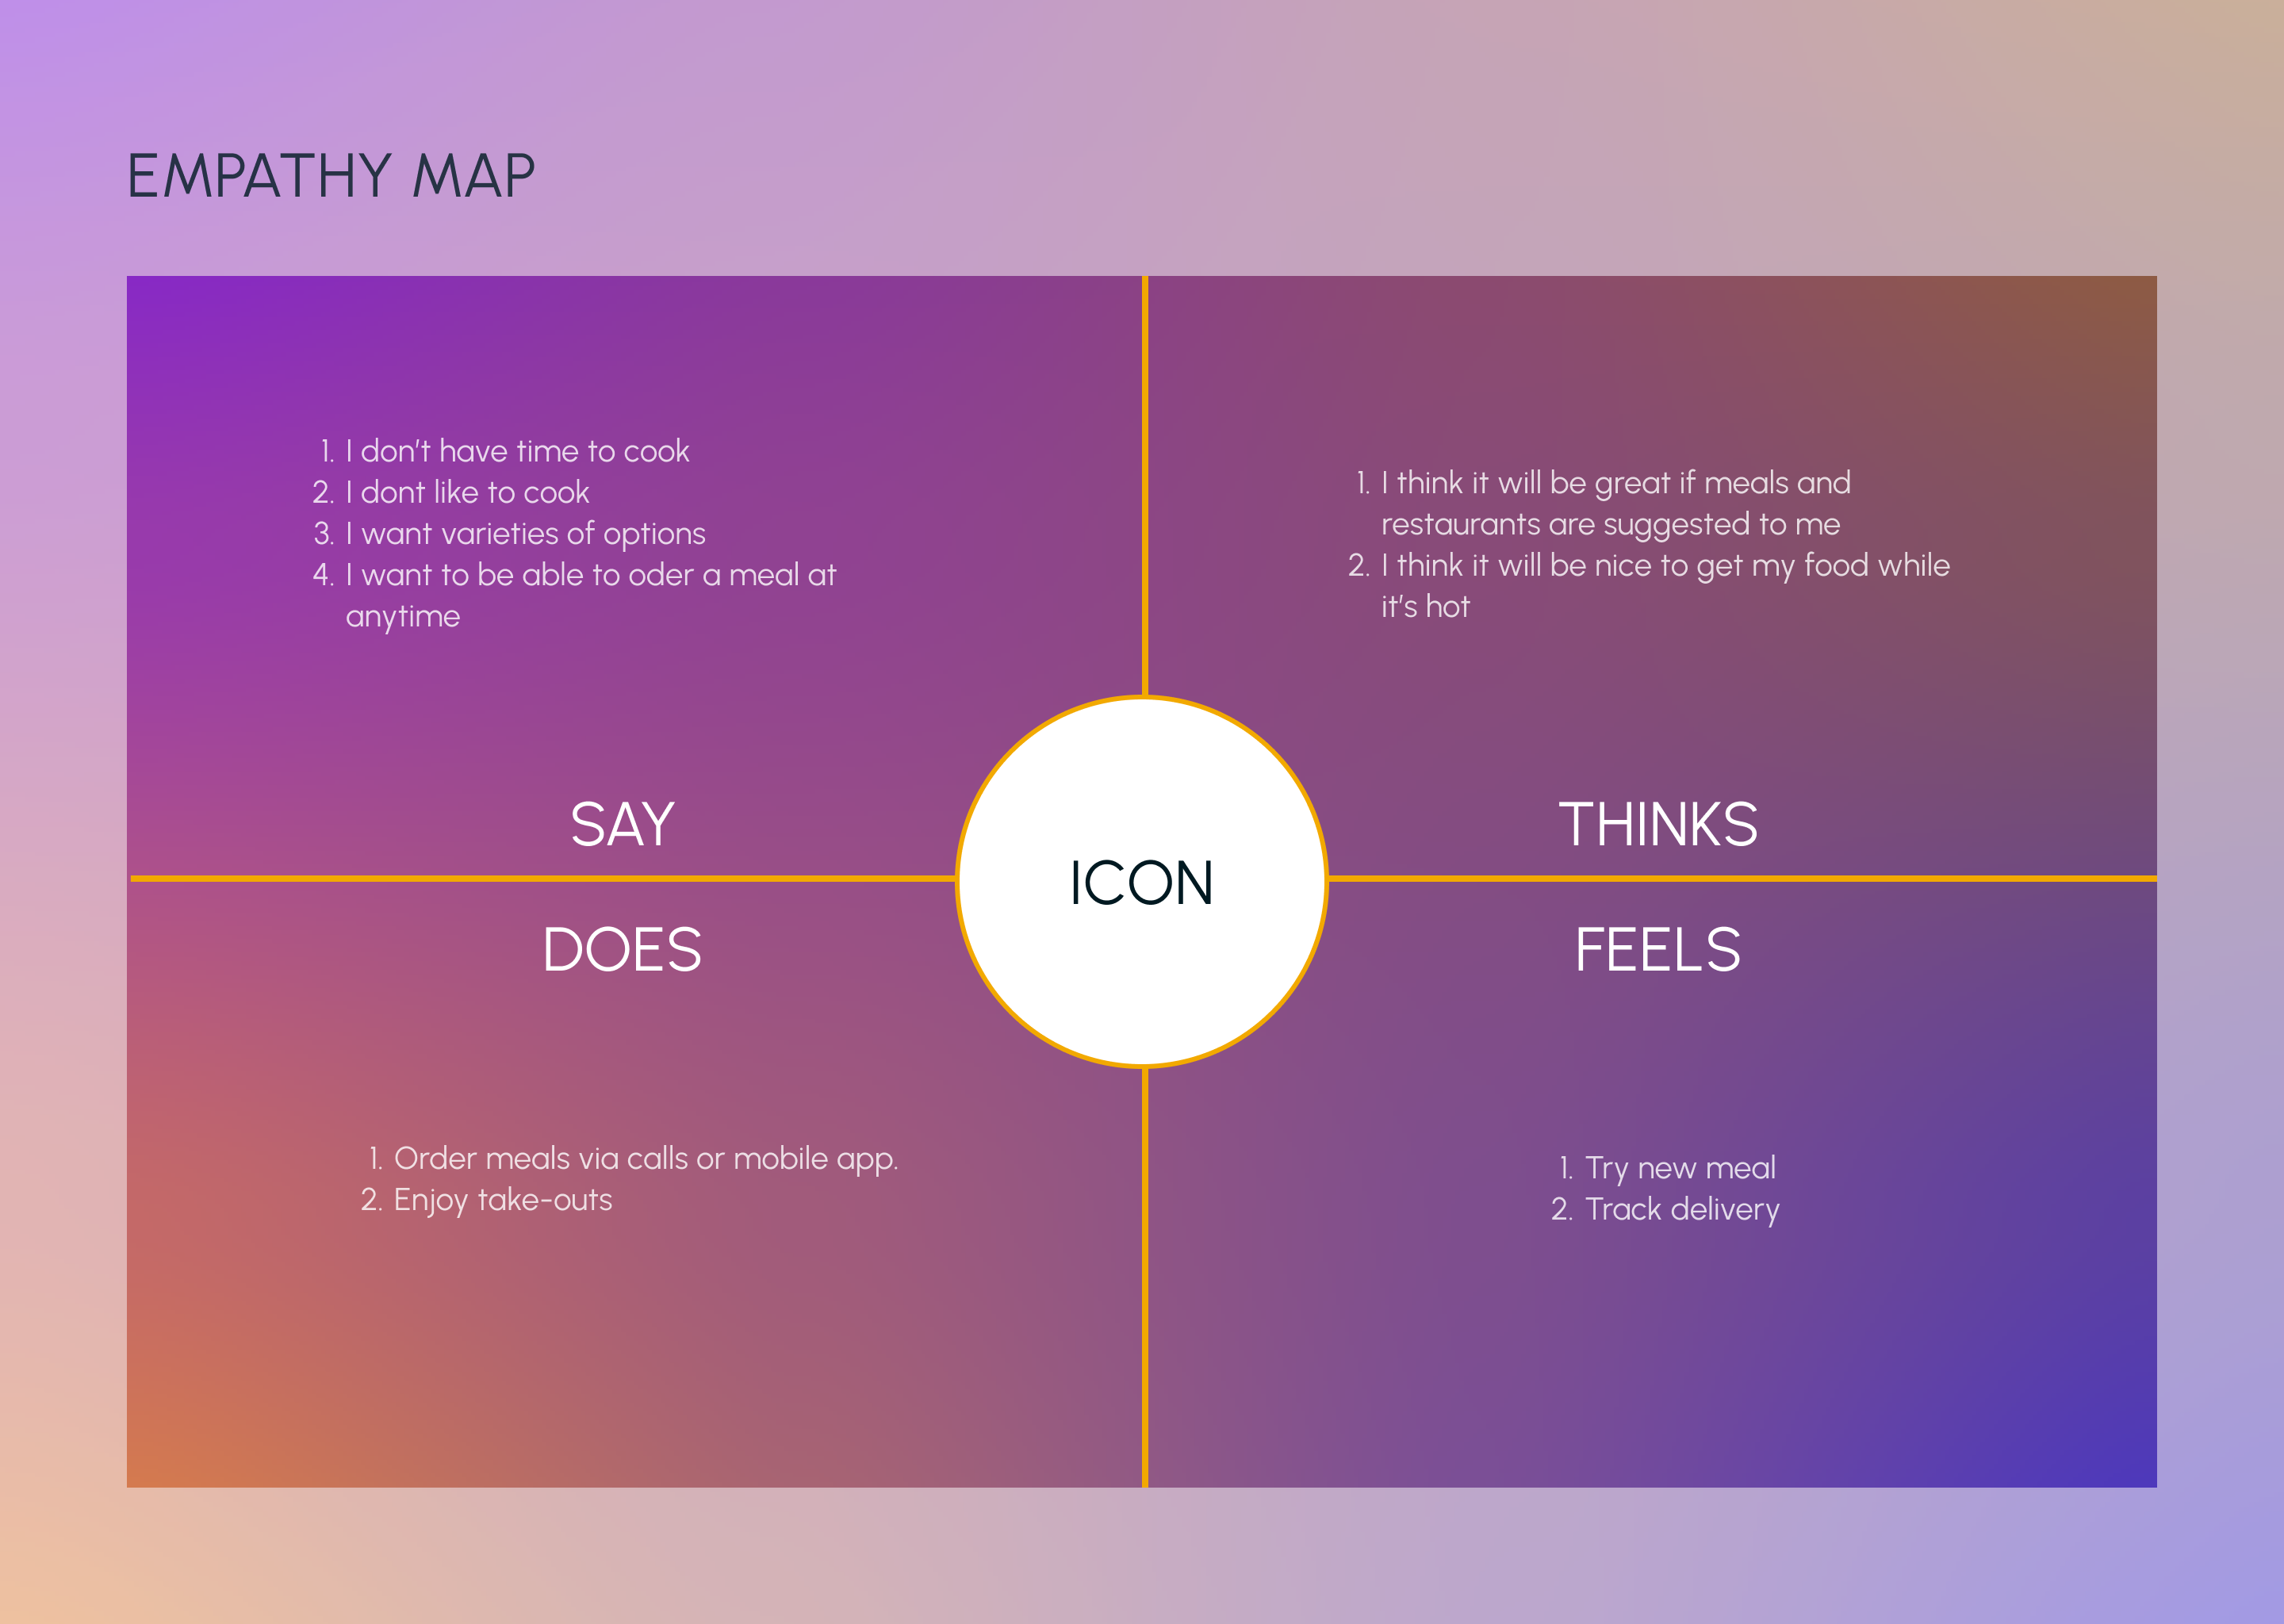 EMPATHY MAP
1. I don't have time to cook
2. I dont like to cook
3. I want varieties of options
4. I want to be able to oder a meal at
anytime
SAY
1. I think it will be great if meals and
restaurants are suggested to me
2. I think it will be nice to get my food while
it's hot
THINKS
ICON
DOES
1. Order meals via calls or mobile app.
2. Enjoy take-outs
FEELS
1. Try new meal
2. Track delivery